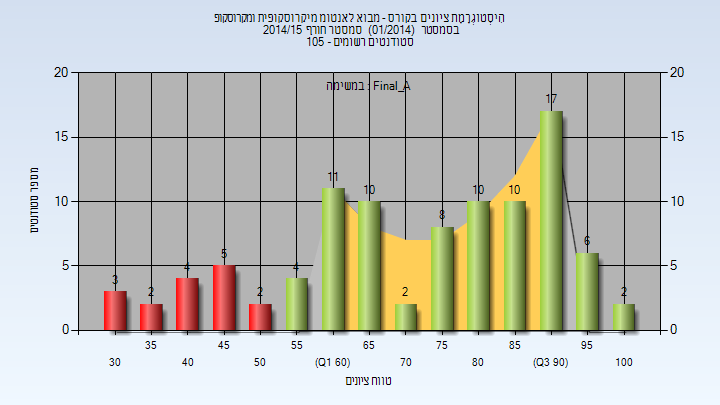 הִיסְטוֹגְרָמַת ציונים בקורס - מבוא לאנטומ מיקרוסקופית ומקרוסקופ
בסמסטר (01/2014) סמסטר חורף 2014/15
סטודנטים רשומים - 105
במשימה : Final_A
20 20
15 15
10 10
5 5
0 0
3 2 4 5 2 4 11 10 2 8 10 10 17 6 2
מספר סטודנטים
35 45 55 65 75 85 95
30 40 50 (Q1 60) 70 80 (Q3 90) 100
טווח ציונים